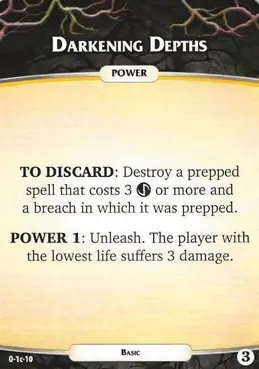 DARKENING DEPTHS
POWER
TO DISCARD: Destroy a prepped
spell that costs 3 or more and
a breach in which it was prepped.
POWER 1: Unleash. The player with
the lowest life suffers 3 damage.
BASIC
0-1c-10
3